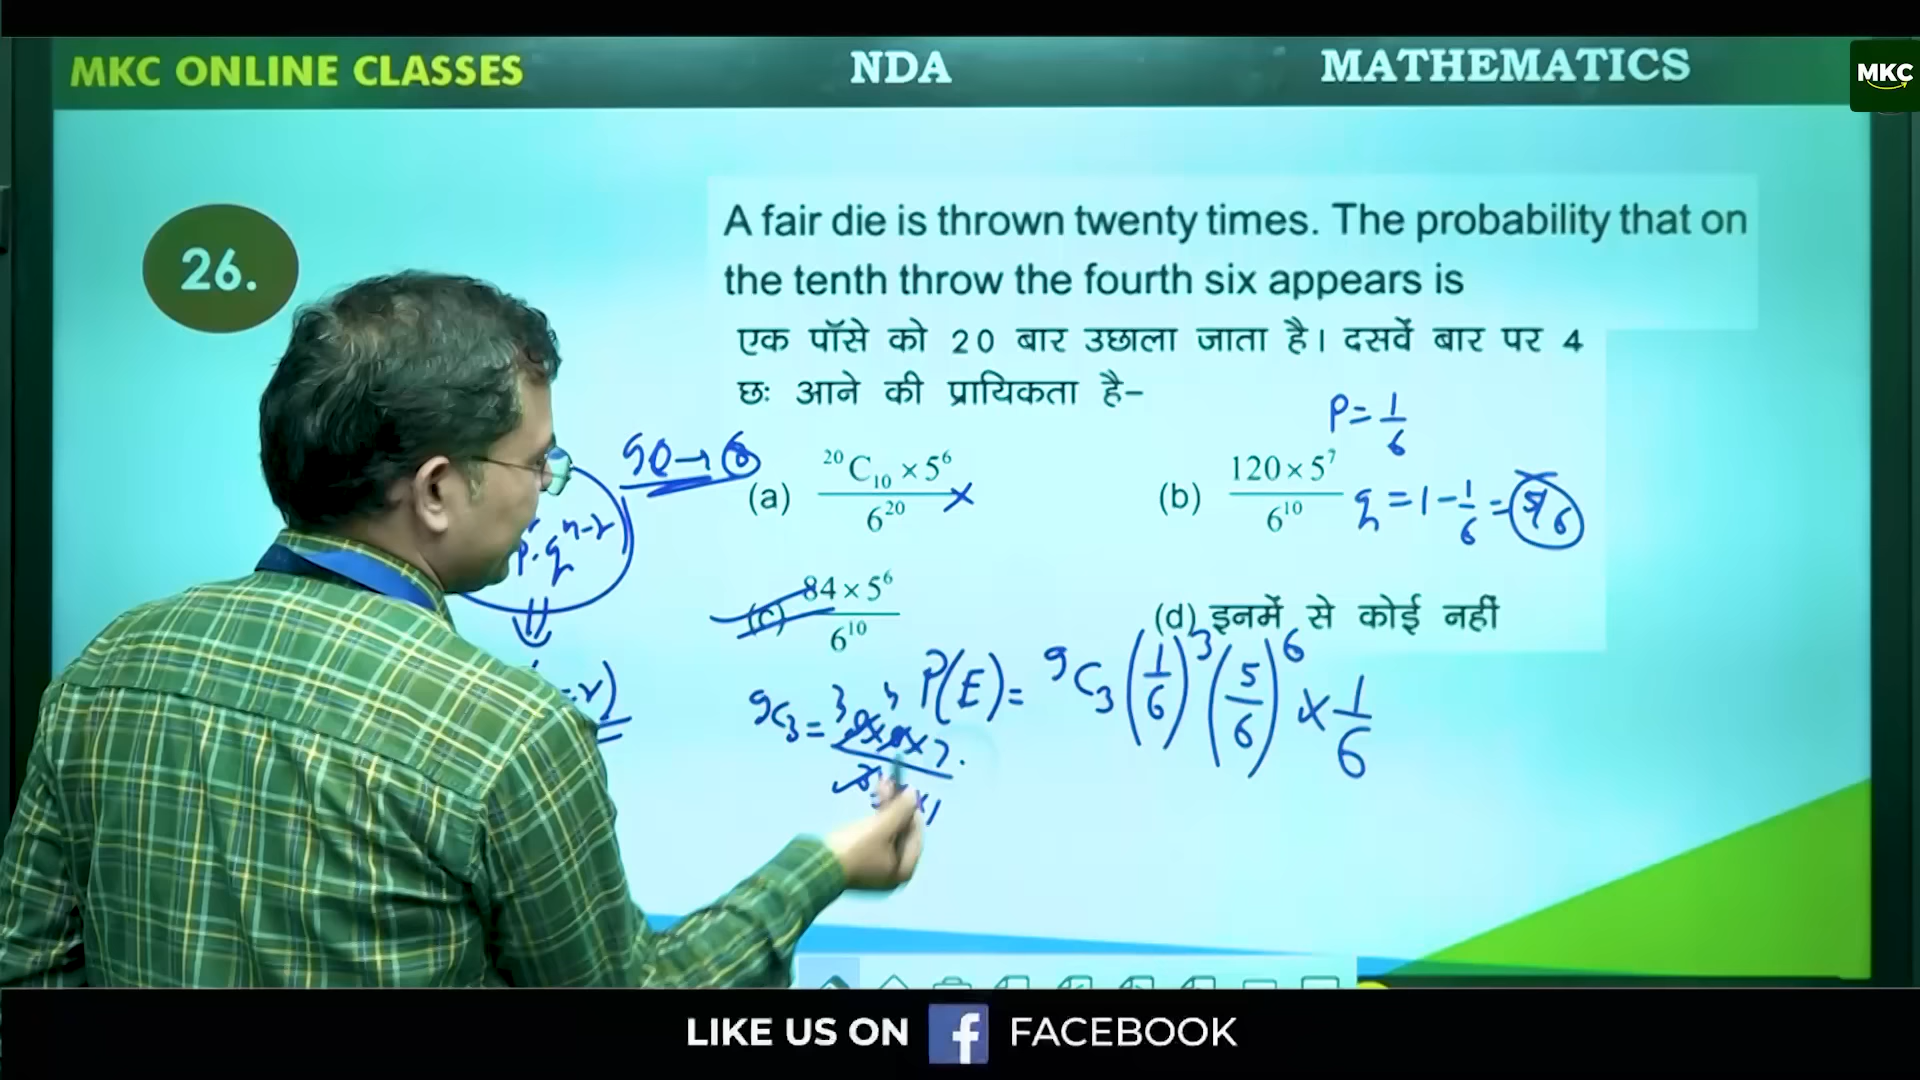 MKC ONLINE CLASSES NDA MATHEMATICS
MKC
26.
A fair die is thrown twenty times. The probability that on
the tenth throw the fourth six appears is
एक पाॅसे को 20 बार उछाला जाता है। दसवें बार पर 4
छः आने की प्रायिकता है–
P = 1/6
(a) ²⁰C₁₀ × 5⁶ / 6²⁰ ×
(b) 120 × 5⁷ / 6¹⁰
q = 1 − 1/6 = 5/6
(c) 84 × 5⁶ / 6¹⁰
(d) इनमें से कोई नहीं
P(E) = ⁹C₃ (1/6)³ (5/6)⁶ × 1/6
⁹C₃ =
LIKE US ON f FACEBOOK